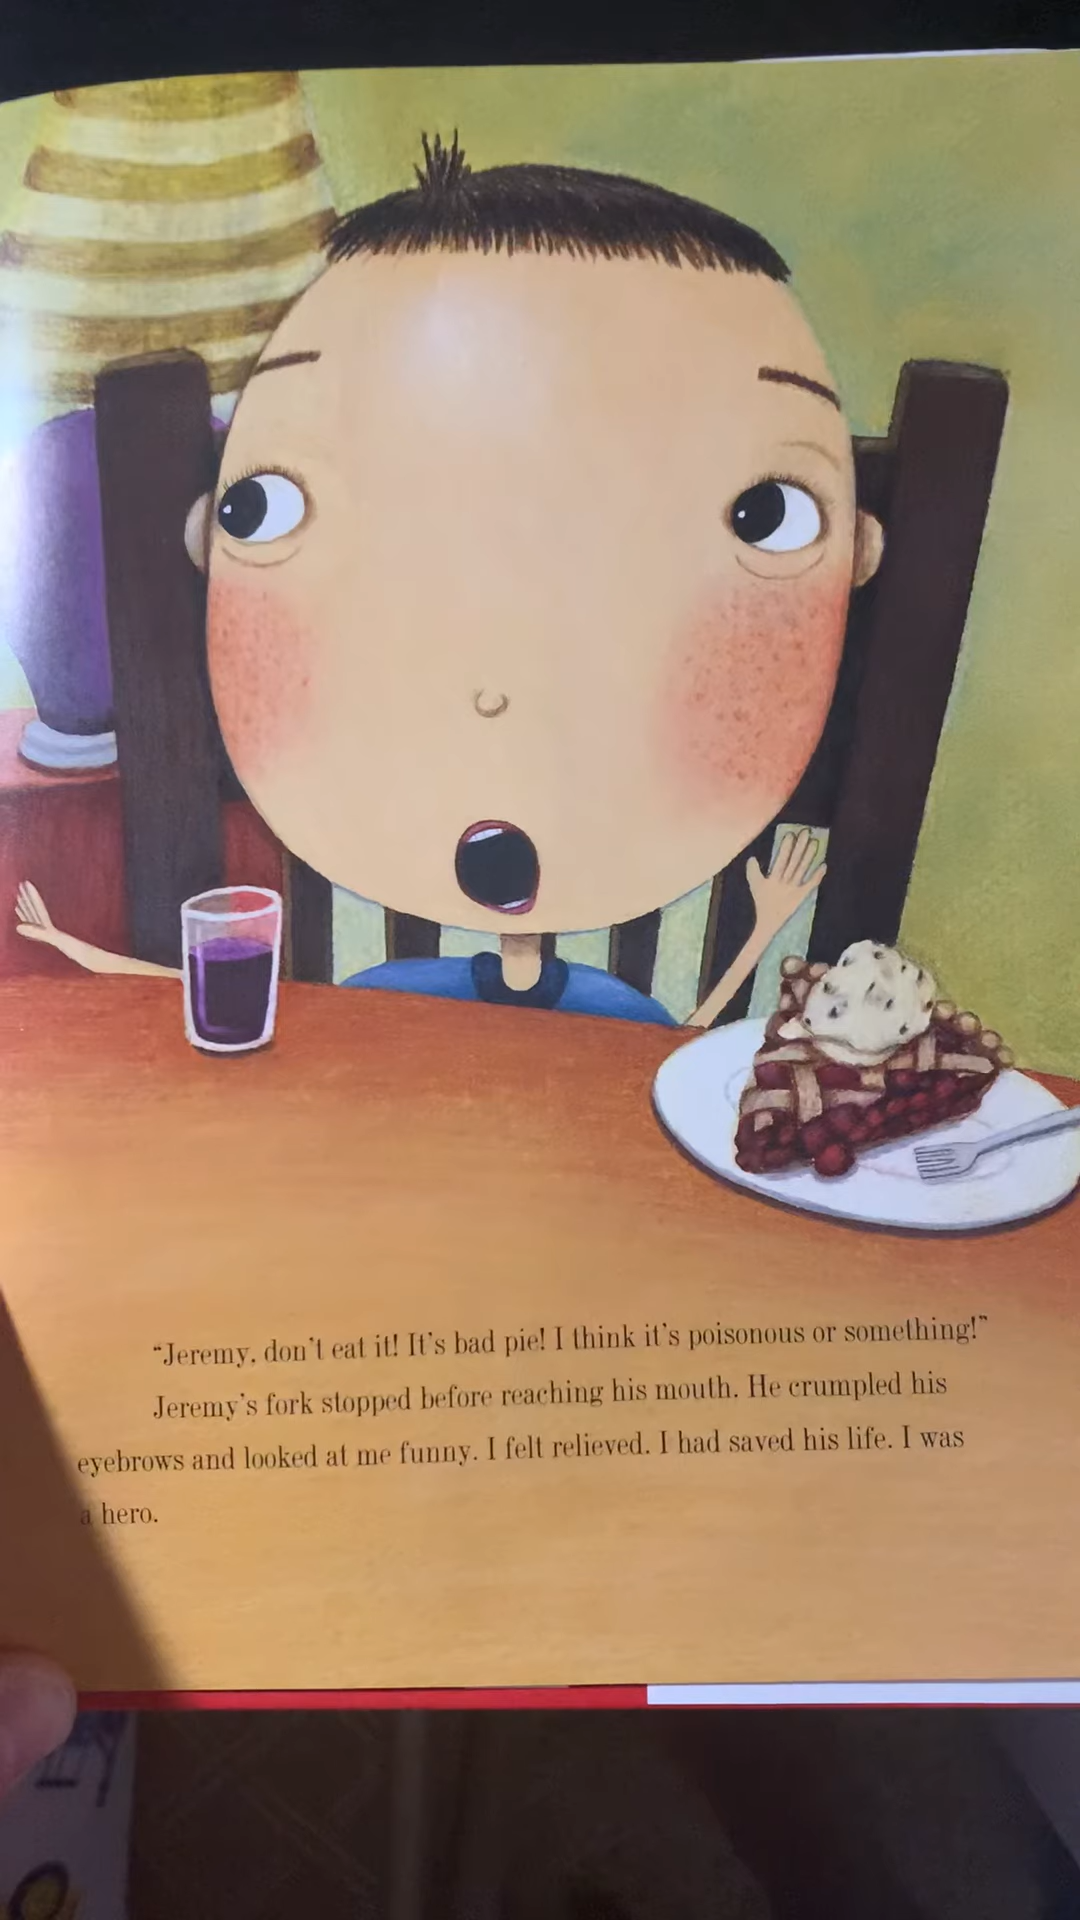 “Jeremy, don’t eat it! It’s bad pie! I think it’s poisonous or something!”
Jeremy’s fork stopped before reaching his mouth. He crumpled his
eyebrows and looked at me funny. I felt relieved. I had saved his life. I was
a hero.